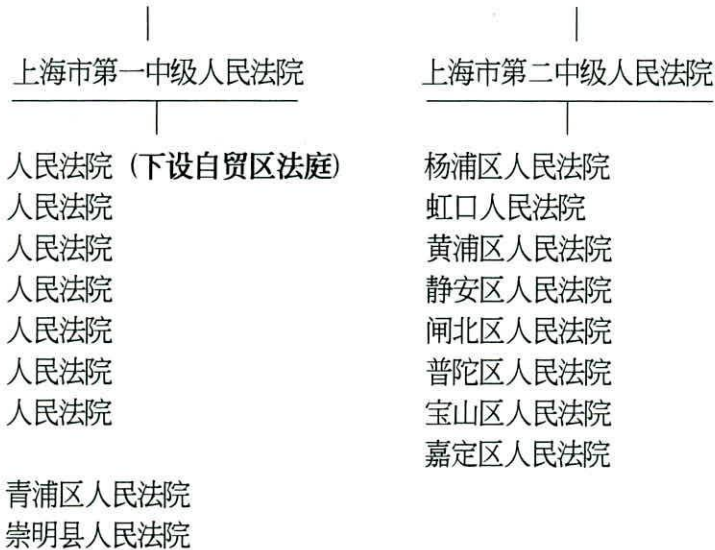 上海市第一中级人民法院
人民法院（下设自贸区法庭）
人民法院
人民法院
人民法院
人民法院
人民法院
人民法院
青浦区人民法院
崇明县人民法院
上海市第二中级人民法院
杨浦区人民法院
虹口人民法院
黄浦区人民法院
静安区人民法院
闸北区人民法院
普陀区人民法院
宝山区人民法院
嘉定区人民法院